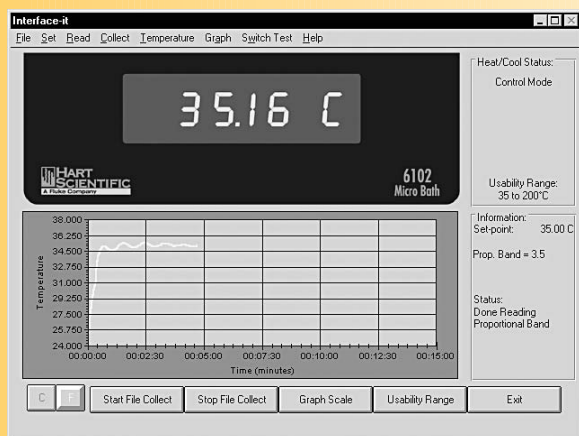 Interface-it
File Set Read Collect Temperature Graph Switch Test Help
35.16 C
HART
SCIENTIFIC
A Fluke Company
6102
Micro Bath
Heat/Cool Status:
Control Mode
Usability Range:
35 to 200°C
Information:
Set-point: 35.00 C
Prop. Band = 3.5
Status:
Done Reading
Proportional Band
Temperature
38.000
36.250
34.500
32.750
31.000
29.250
27.500
25.750
24.000
00:00:00 00:02:30 00:05:00 00:07:30 00:10:00 00:12:30 00:15:00
Time (minutes)
C F Start File Collect Stop File Collect Graph Scale Usability Range Exit